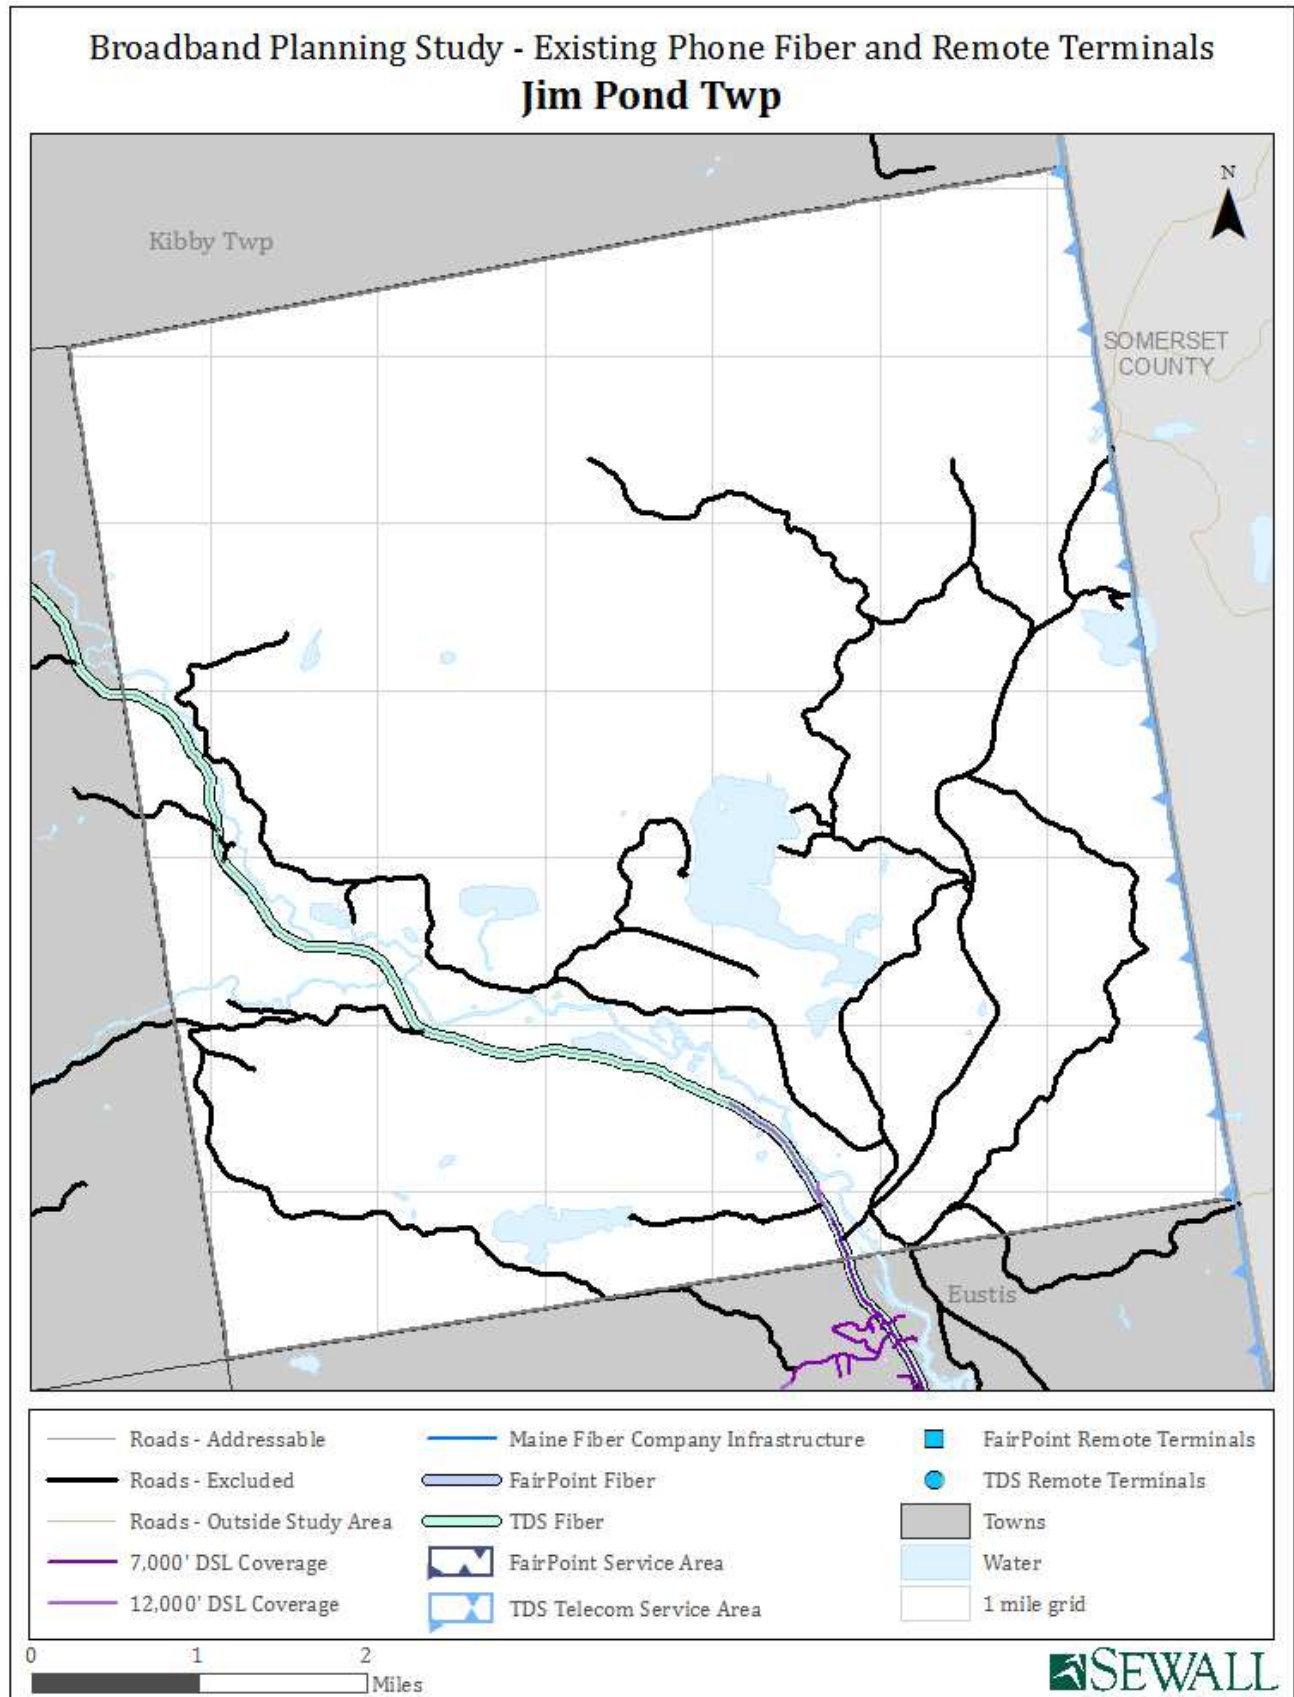 Broadband Planning Study - Existing Phone Fiber and Remote Terminals
Jim Pond Twp
N
Kibby Twp
SOMERSET
COUNTY
Eustis
Roads - Addressable
Roads - Excluded
Roads - Outside Study Area
7,000' DSL Coverage
12,000' DSL Coverage
Maine Fiber Company Infrastructure
FairPoint Fiber
TDS Fiber
FairPoint Service Area
TDS Telecom Service Area
FairPoint Remote Terminals
TDS Remote Terminals
Towns
Water
1 mile grid
0 1 2
Miles
SEWALL